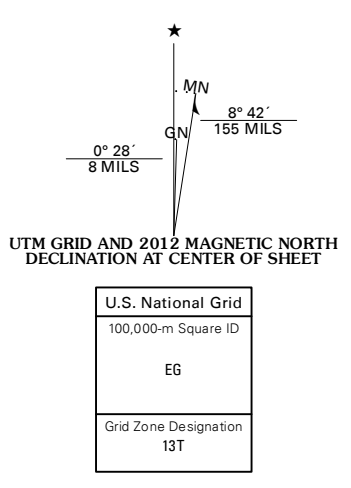 ★
MN
GN
8° 42´
155 MILS
0° 28´
8 MILS
UTM GRID AND 2012 MAGNETIC NORTH
DECLINATION AT CENTER OF SHEET
U.S. National Grid
100,000-m Square ID
EG
Grid Zone Designation
13T